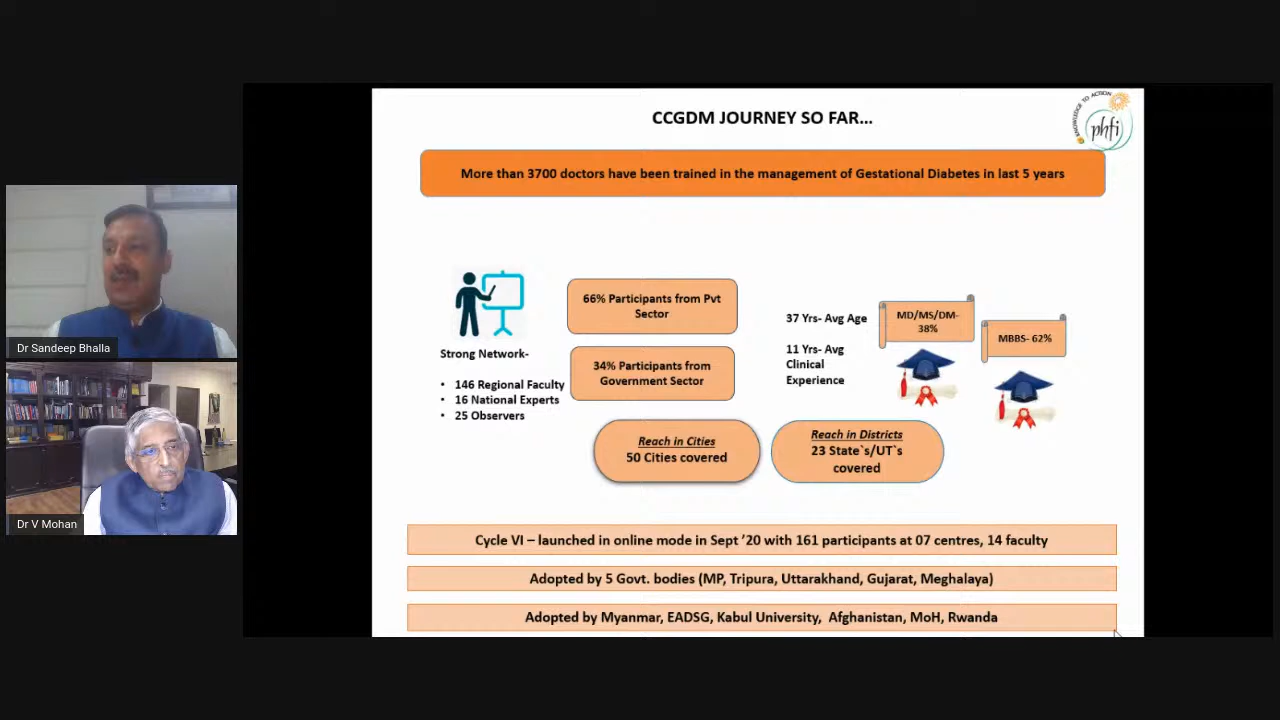 CCGDM JOURNEY SO FAR...
KNOWLEDGE TO ACTION
phfi
More than 3700 doctors have been trained in the management of Gestational Diabetes in last 5 years
Strong Network-
• 146 Regional Faculty
• 16 National Experts
• 25 Observers
66% Participants from Pvt
Sector
34% Participants from
Government Sector
37 Yrs- Avg Age
11 Yrs- Avg
Clinical
Experience
MD/MS/DM-
38%
MBBS- 62%
Reach in Cities
50 Cities covered
Reach in Districts
23 State`s/UT`s
covered
Cycle VI – launched in online mode in Sept ’20 with 161 participants at 07 centres, 14 faculty
Adopted by 5 Govt. bodies (MP, Tripura, Uttarakhand, Gujarat, Meghalaya)
Adopted by Myanmar, EADSG, Kabul University, Afghanistan, MoH, Rwanda
Dr Sandeep Bhalla
Dr V Mohan